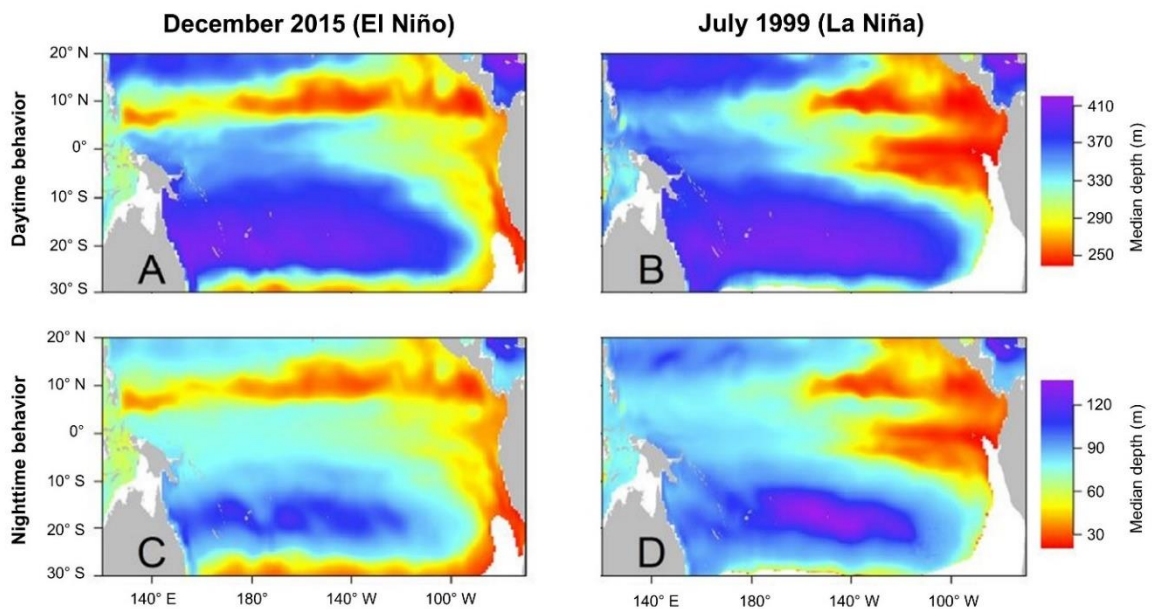 December 2015 (El Niño)
July 1999 (La Niña)
Daytime behavior
20° N
10° N
0°
10° S
20° S
30° S
A
B
410
370
330
290
250
Median depth (m)
Nighttime behavior
20° N
10° N
0°
10° S
20° S
30° S
C
D
120
90
60
30
Median depth (m)
140° E
180°
140° W
100° W
140° E
180°
140° W
100° W